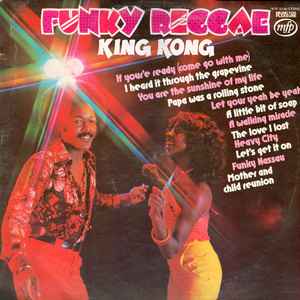 FUNKY REGGAE
KING KONG
mfp
If you're ready (come go with me)
I heard it through the grapevine
You are the sunshine of my life
Papa was a rolling stone
Let your yeah be yeah
A little bit of soap
A walking miracle
The love I lost
Heavy City
Let's get it on
Funky Nassau
Mother and
child reunion